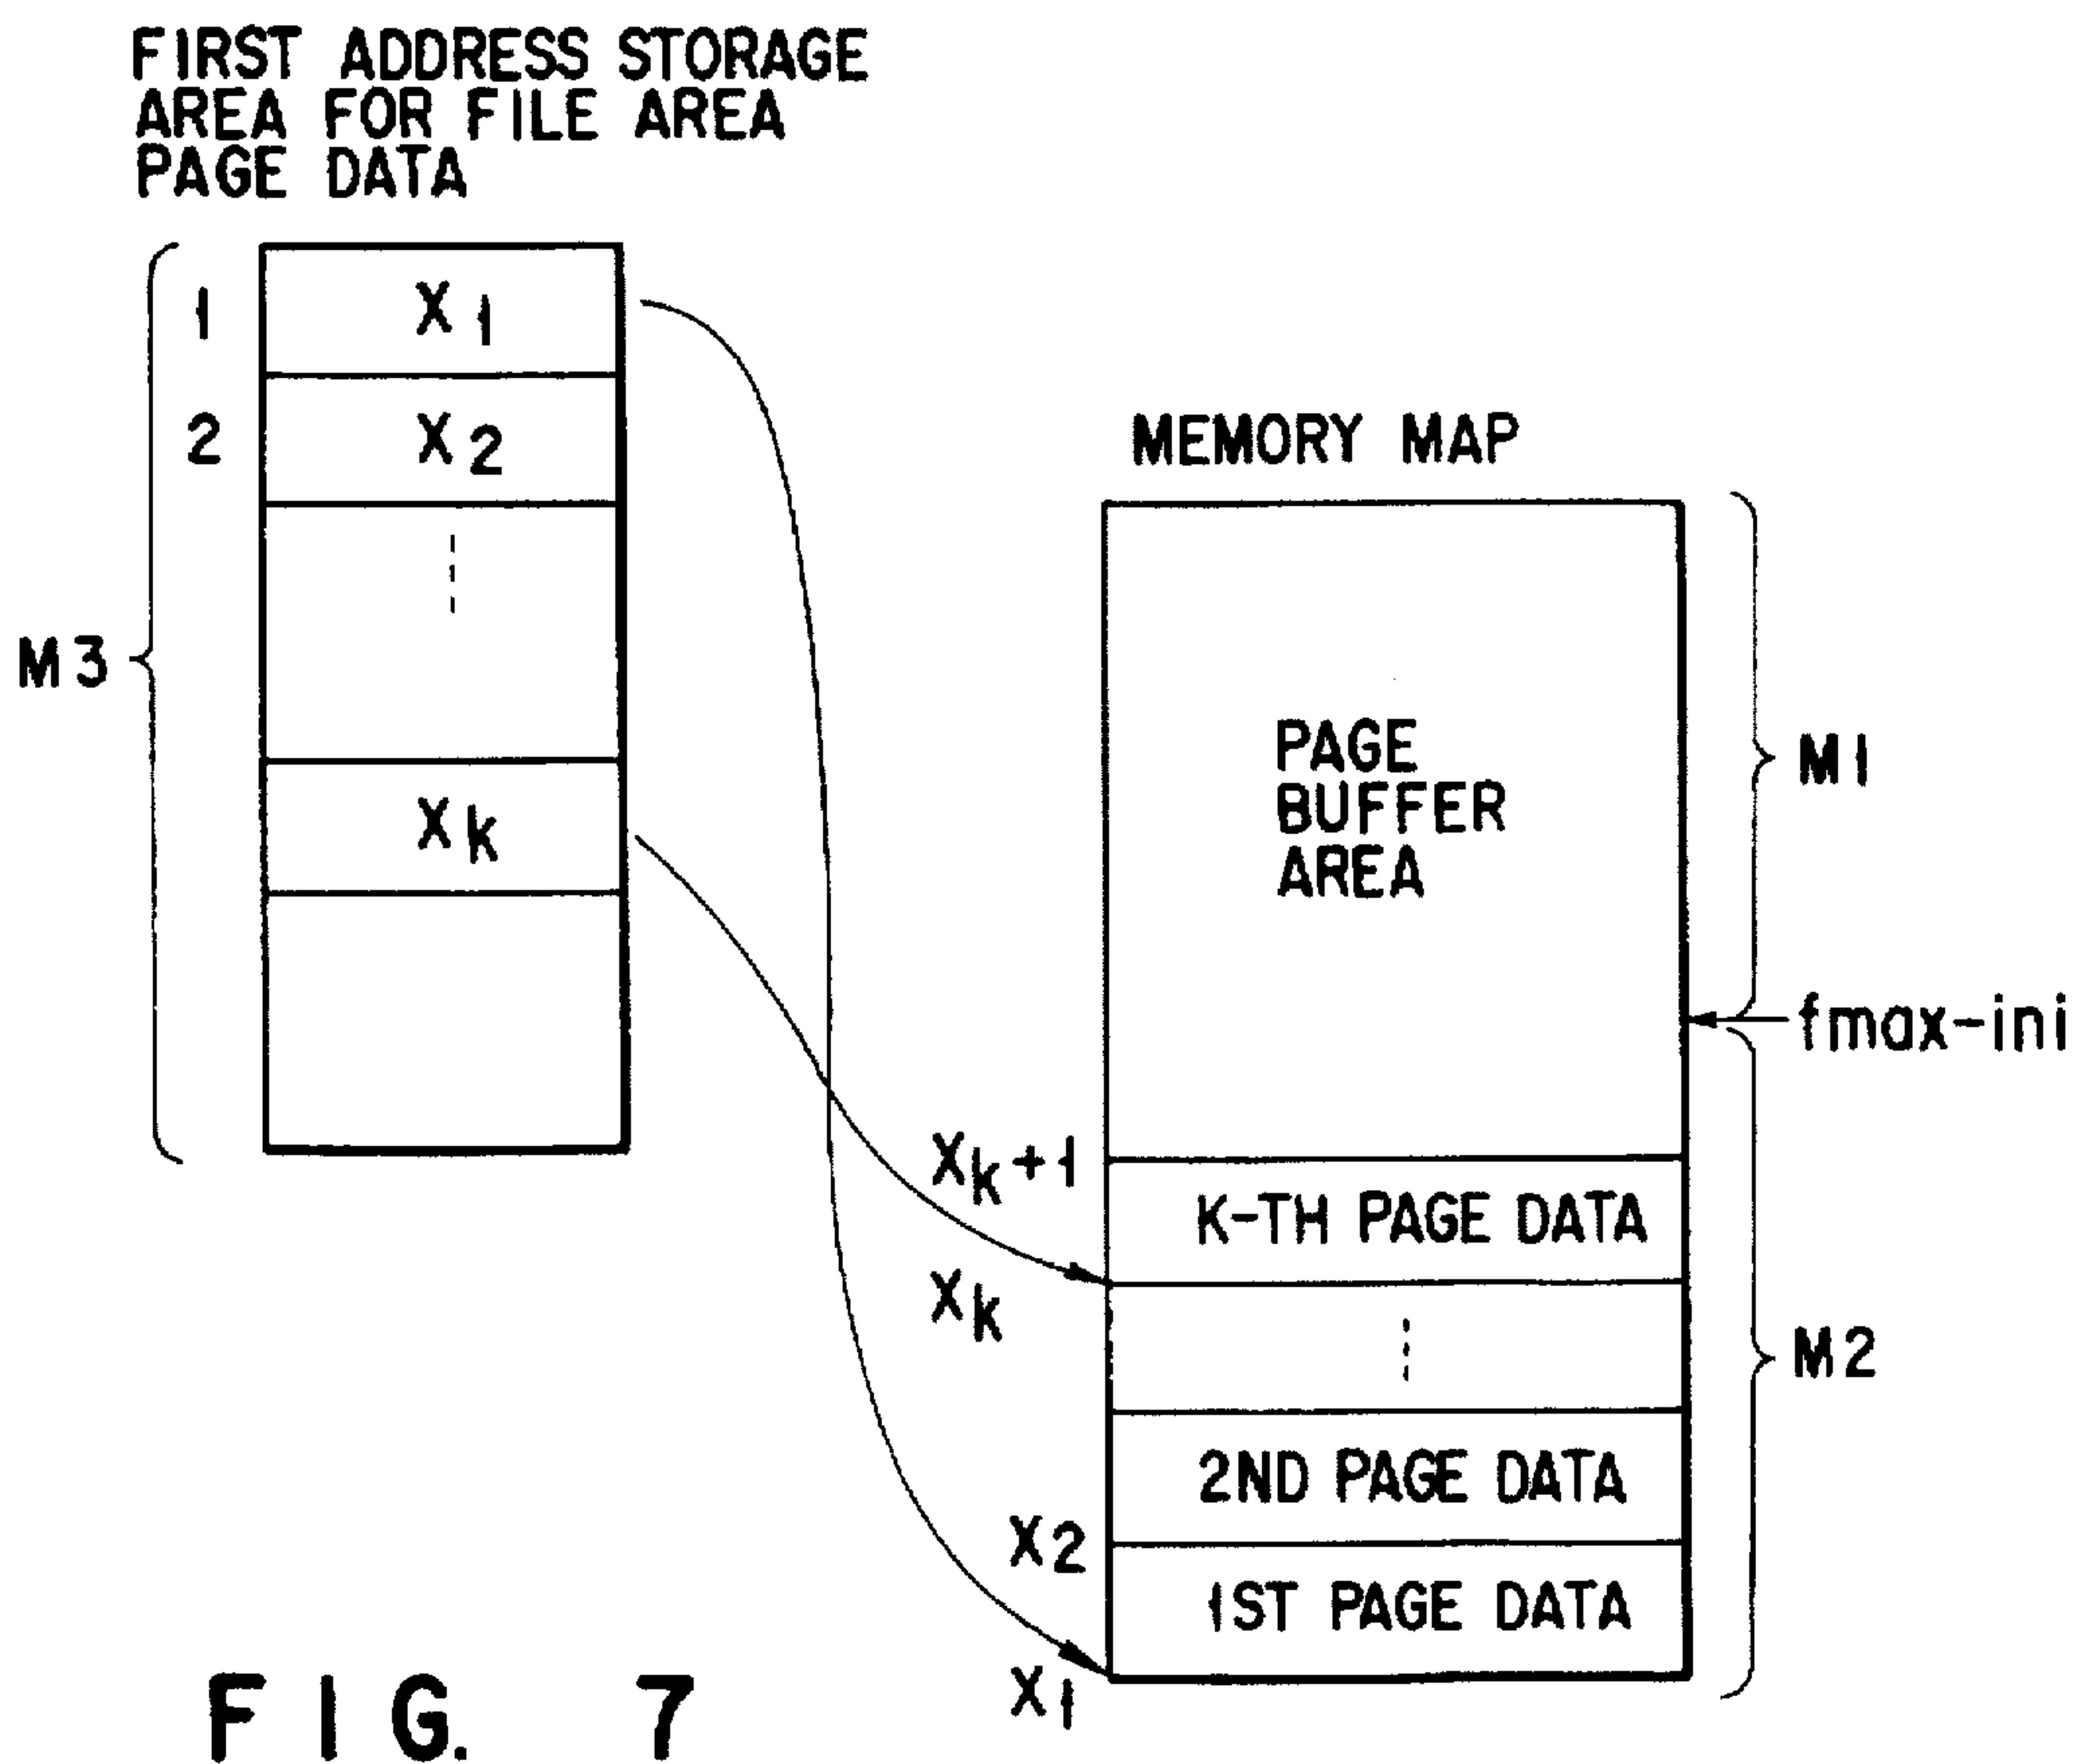 FIRST ADDRESS STORAGE
AREA FOR FILE AREA
PAGE DATA
1
X1
2
X2
M3
Xk
MEMORY MAP
PAGE
BUFFER
AREA
M1
fmax-ini
Xk+1
K-TH PAGE DATA
Xk
M2
2ND PAGE DATA
X2
1ST PAGE DATA
X1
FIG. 7